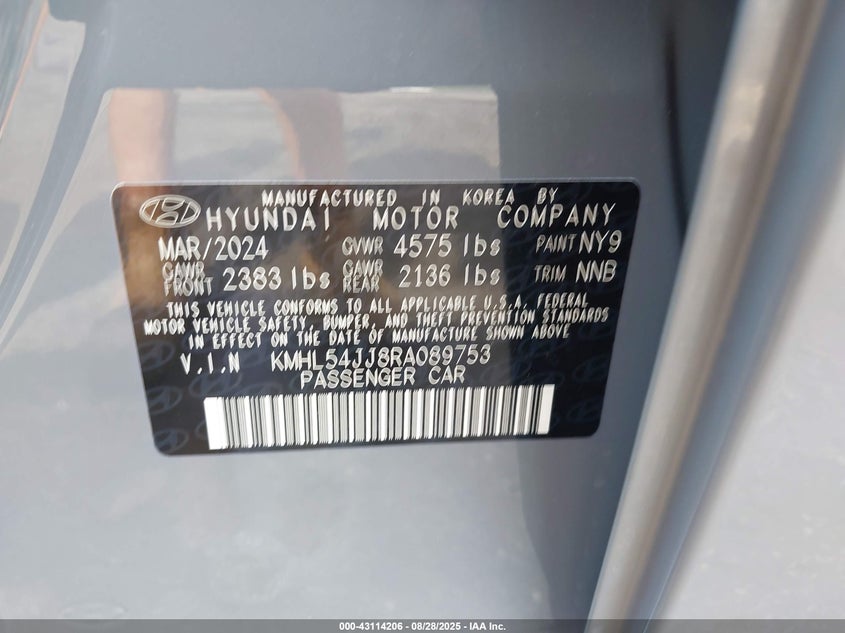 MANUFACTURED IN KOREA BY
HYUNDAI MOTOR COMPANY
MAR/2024 GVWR 4575 lbs PAINT NY9
GAWR FRONT 2383 lbs GAWR REAR 2136 lbs TRIM NNB
THIS VEHICLE CONFORMS TO ALL APPLICABLE U.S.A. FEDERAL
MOTOR VEHICLE SAFETY, BUMPER, AND THEFT PREVENTION STANDARDS
IN EFFECT ON THE DATE OF MANUFACTURE SHOWN ABOVE
V.I.N KMHL54JJ8RA089753
PASSENGER CAR
000-43114206 - 08/28/2025 - IAA Inc.